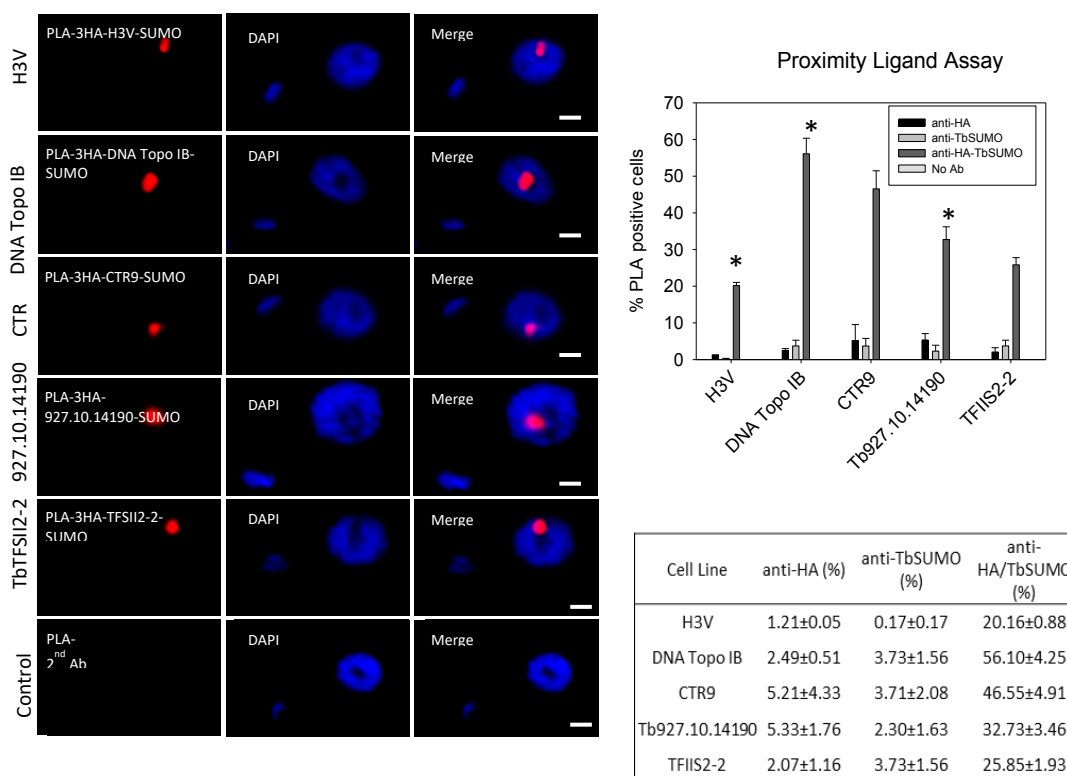 H3V
PLA-3HA-H3V-SUMO
DAPI
Merge
DNA Topo IB
PLA-3HA-DNA Topo IB-
SUMO
DAPI
Merge
CTR
PLA-3HA-CTR9-SUMO
DAPI
Merge
927.10.14190
PLA-3HA-
927.10.14190-SUMO
DAPI
Merge
TbTFSII2-2
PLA-3HA-TFSII2-2-
SUMO
DAPI
Merge
Control
PLA-
2nd Ab
DAPI
Merge
Proximity Ligand Assay
% PLA positive cells
70
60
50
40
30
20
10
0
anti-HA
anti-TbSUMO
anti-HA-TbSUMO
No Ab
*
*
*
H3V
DNA Topo IB
CTR9
Tb927.10.14190
TFIIS2-2
Cell Line anti-HA (%) anti-TbSUMO (%) anti-HA/TbSUMO (%)
H3V 1.21±0.05 0.17±0.17 20.16±0.88
DNA Topo IB 2.49±0.51 3.73±1.56 56.10±4.25
CTR9 5.21±4.33 3.71±2.08 46.55±4.91
Tb927.10.14190 5.33±1.76 2.30±1.63 32.73±3.46
TFIIS2-2 2.07±1.16 3.73±1.56 25.85±1.93